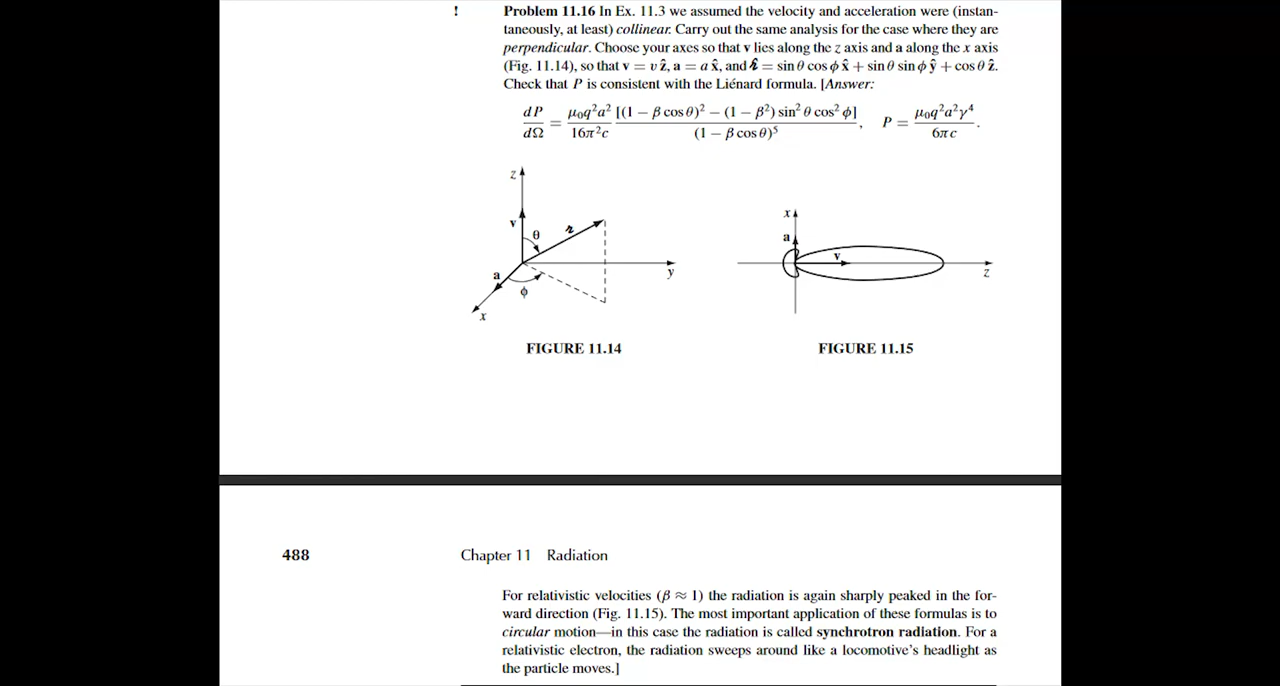 ! Problem 11.16 In Ex. 11.3 we assumed the velocity and acceleration were (instan-
taneously, at least) collinear. Carry out the same analysis for the case where they are
perpendicular. Choose your axes so that v lies along the z axis and a along the x axis
(Fig. 11.14), so that v = v ẑ, a = a x̂, and 𝓇̂ = sin θ cos ϕ x̂ + sin θ sin ϕ ŷ + cos θ ẑ.
Check that P is consistent with the Liénard formula. [Answer:
dP/dΩ = μ₀q²a²/16π²c [(1 − β cos θ)² − (1 − β²) sin² θ cos² ϕ]/(1 − β cos θ)⁵, P = μ₀q²a²γ⁴/6πc.
z
v
θ
𝓇
y
a
ϕ
x
FIGURE 11.14
x
a
v
z
FIGURE 11.15
488 Chapter 11 Radiation
For relativistic velocities (β ≈ 1) the radiation is again sharply peaked in the for-
ward direction (Fig. 11.15). The most important application of these formulas is to
circular motion—in this case the radiation is called synchrotron radiation. For a
relativistic electron, the radiation sweeps around like a locomotive's headlight as
the particle moves.]